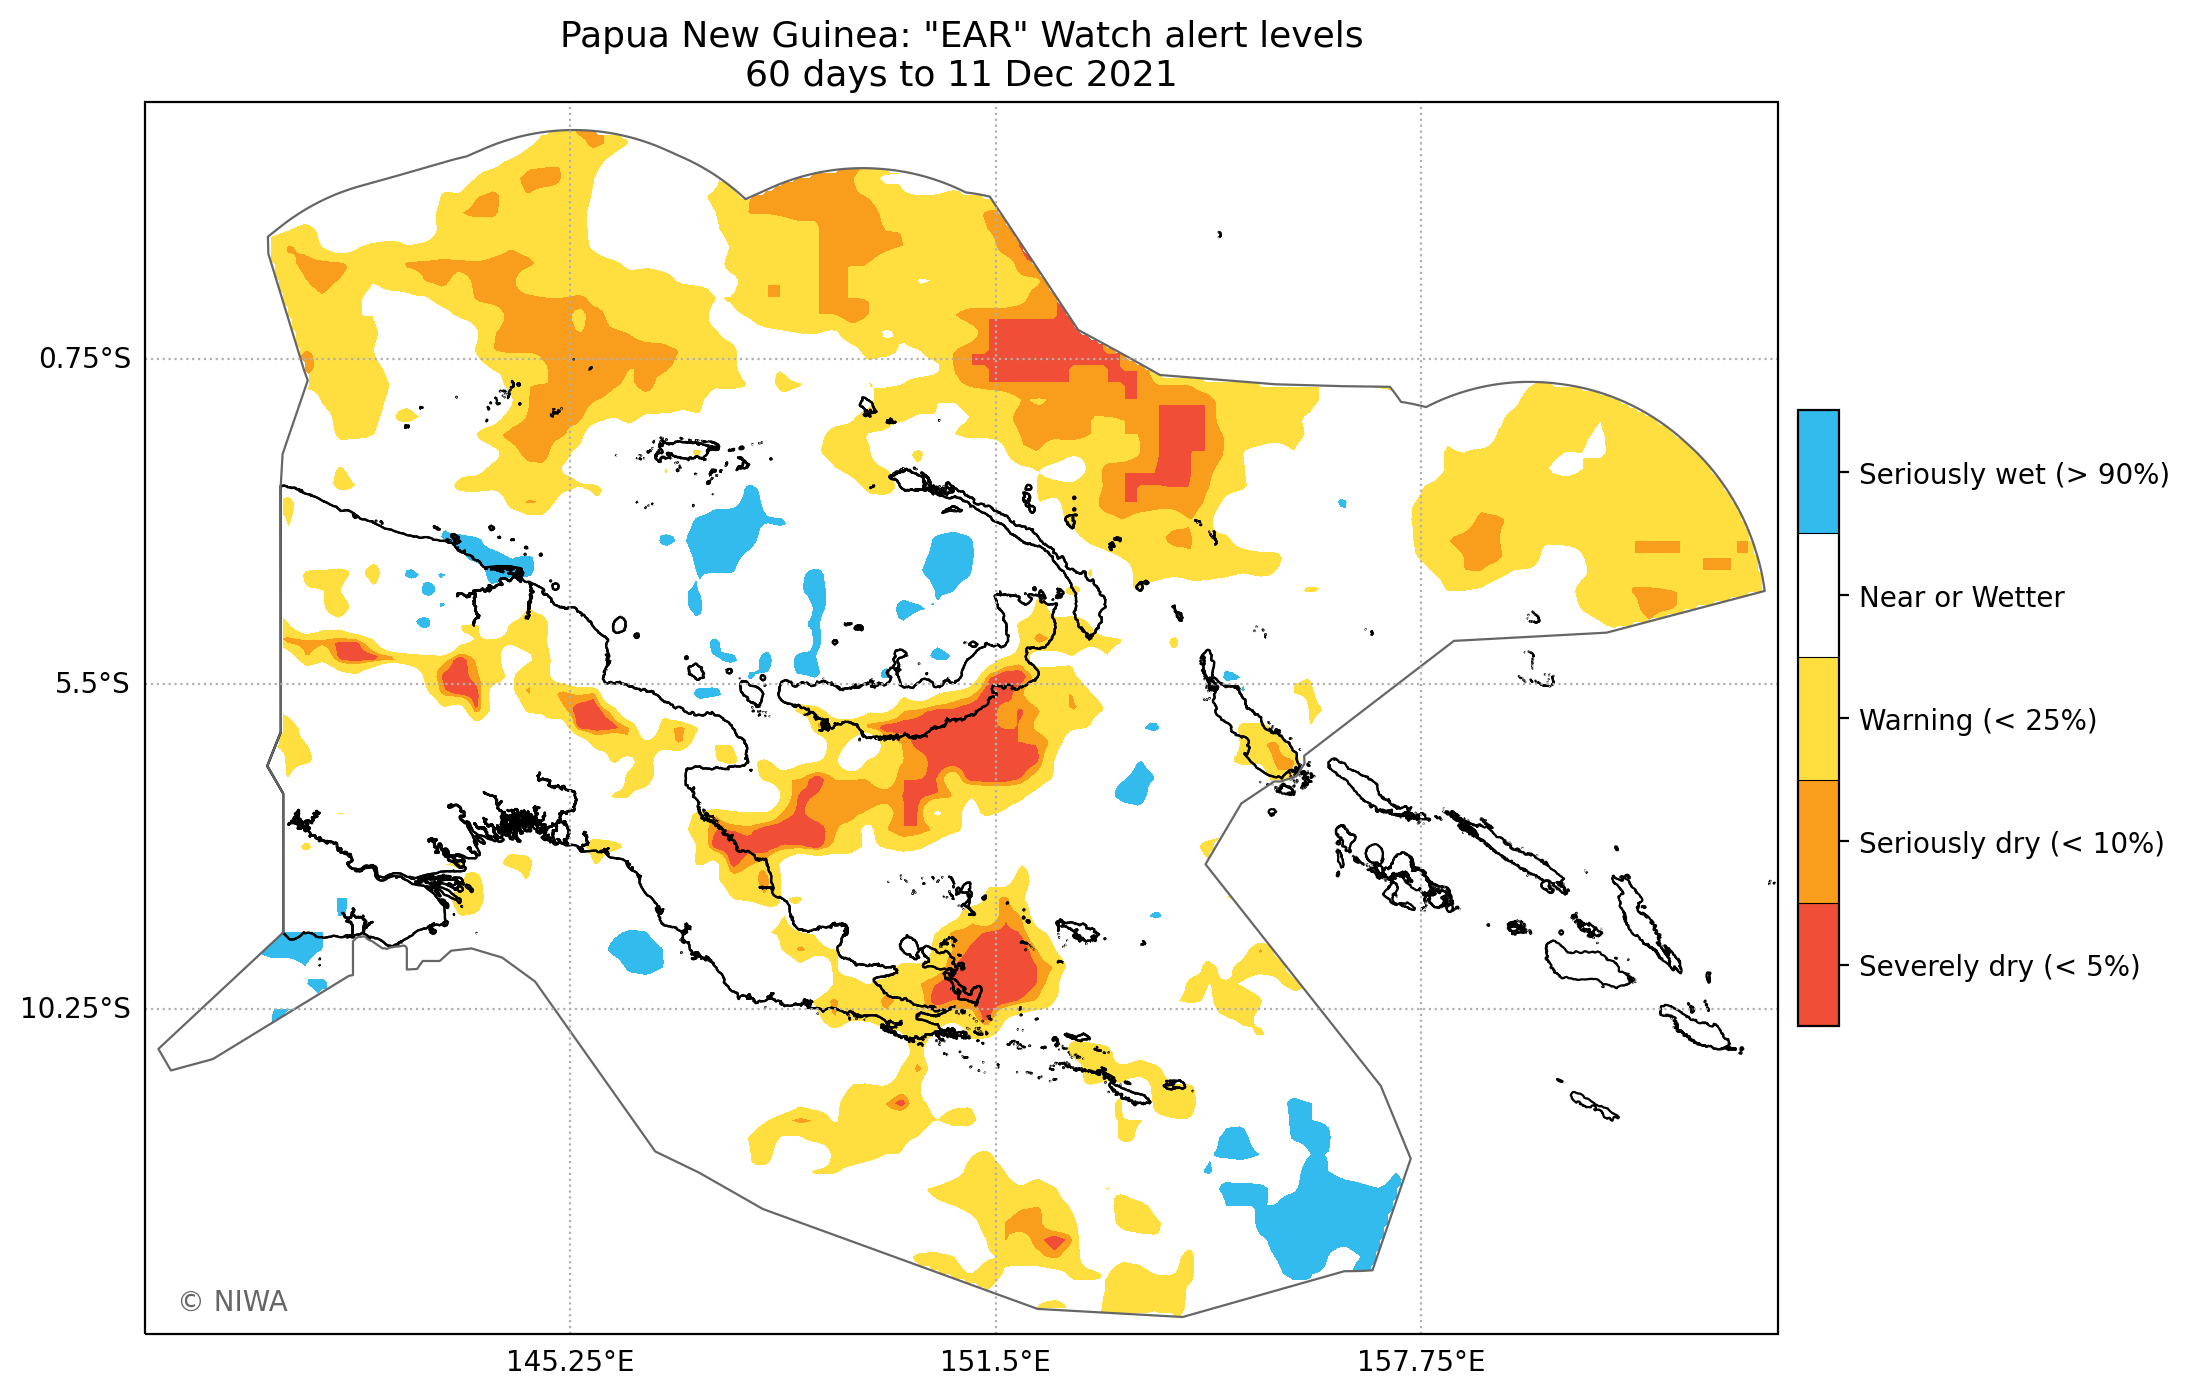 Papua New Guinea: "EAR" Watch alert levels
60 days to 11 Dec 2021
0.75°S
5.5°S
10.25°S
145.25°E
151.5°E
157.75°E
Seriously wet (> 90%)
Near or Wetter
Warning (< 25%)
Seriously dry (< 10%)
Severely dry (< 5%)
© NIWA